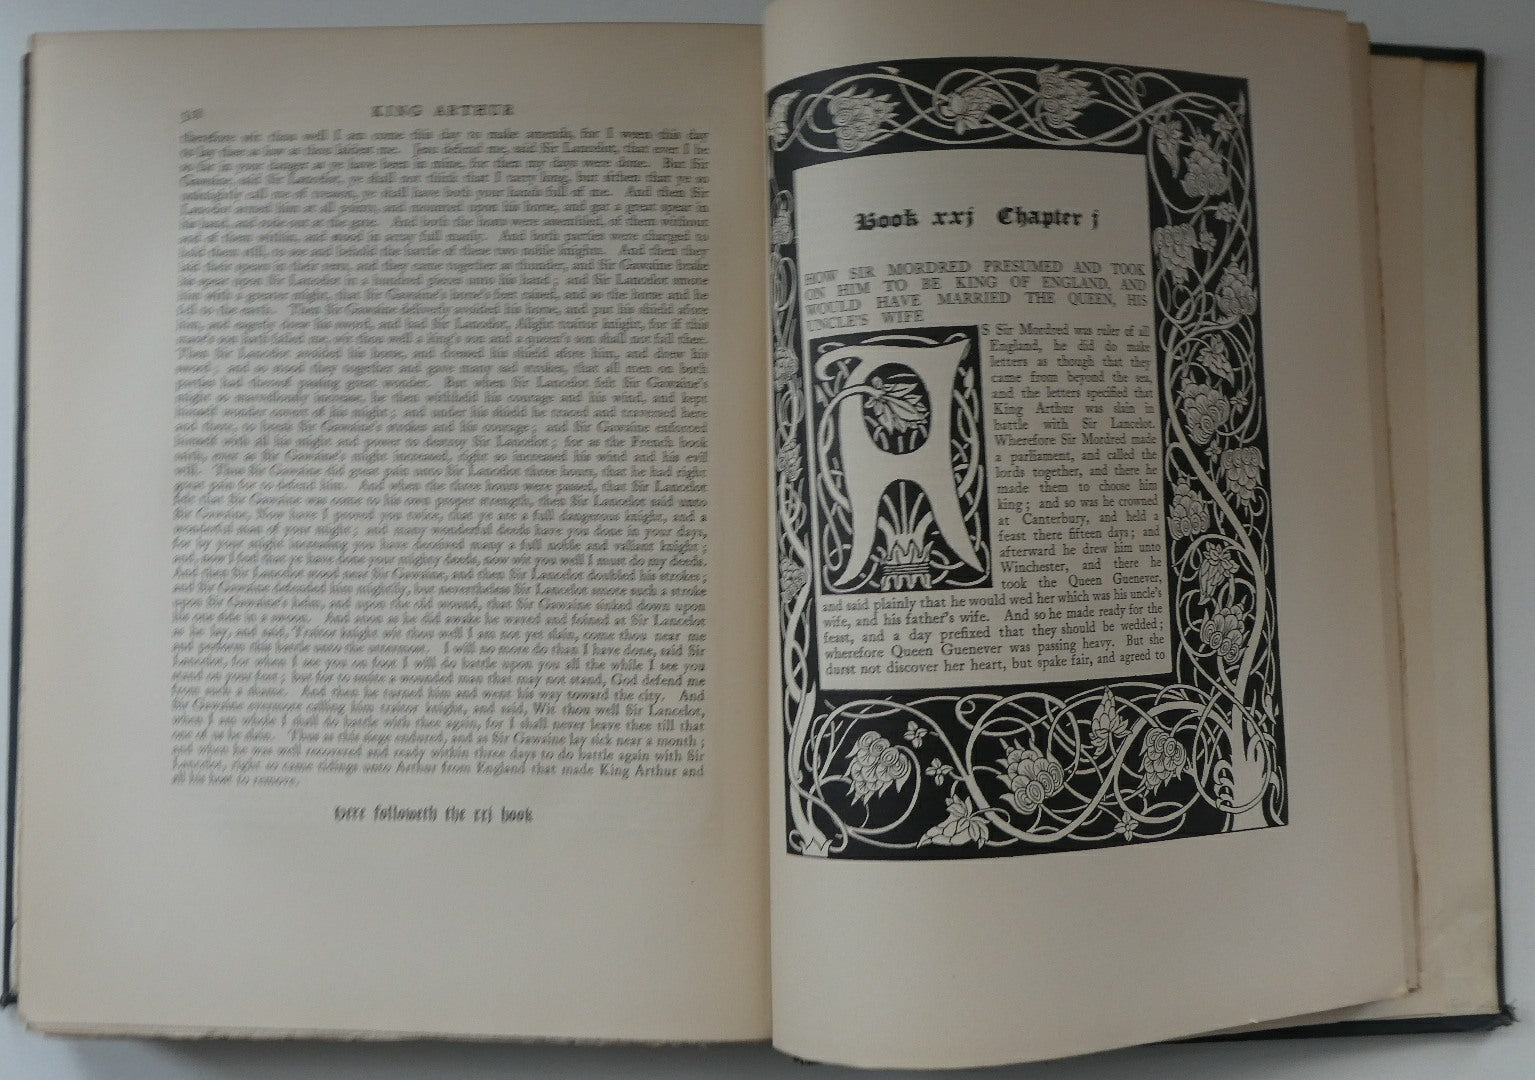 KING ARTHUR
therefore wit thou well I am come this day to make amends, for I ween this day
to lay thee as low as thou laidest me. Jesu defend me, said Sir Lancelot, that ever I be
so far in your danger as ye have been in mine, for then my days were done. But Sir
Gawaine, said Sir Lancelot, ye shall not think that I tarry long, but sithen that ye so
unknightly call me of treason, ye shall have both your hands full of me. And then Sir
Lancelot armed him at all points, and mounted upon his horse, and gat a great spear in
his hand, and rode out at the gate. And both the hosts were assembled, of them without
and of them within, and stood in array full manly. And both parties were charged to
hold them still, to see and behold the battle of these two noble knights. And then they
laid their spears in their rests, and they came together as thunder, and Sir Gawaine brake
his spear upon Sir Lancelot in a hundred pieces unto his hand; and Sir Lancelot smote
him with a greater might, that Sir Gawaine's horse's feet raised, and so the horse and he
fell to the earth. Then Sir Gawaine deliverly avoided his horse, and put his shield afore
him, and eagerly drew his sword, and bad Sir Lancelot, Alight traitor knight, for if this
mare's son hath failed me, wit thou well a king's son and a queen's son shall not fail thee.
Then Sir Lancelot avoided his horse, and dressed his shield afore him, and drew his
sword; and so stood they together and gave many sad strokes, that all men on both
parties had thereof passing great wonder. But when Sir Lancelot felt Sir Gawaine's
might so marvellously increase, he then withheld his courage and his wind, and kept
himself wonder covert of his might; and under his shield he traced and traversed here
and there, to break Sir Gawaine's strokes and his courage; and Sir Gawaine enforced
himself with all his might and power to destroy Sir Lancelot; for as the French book
saith, ever as Sir Gawaine's might increased, right so increased his wind and his evil
will. Thus Sir Gawaine did great pain unto Sir Lancelot three hours, that he had right
great pain for to defend him. And when the three hours were passed, that Sir Lancelot
felt that Sir Gawaine was come to his own proper strength, then Sir Lancelot said unto
Sir Gawaine, Now have I proved you twice, that ye are a full dangerous knight, and a
wonderful man of your might; and many wonderful deeds have you done in your days,
for by your might increasing you have deceived many a full noble and valiant knight;
and, now I feel that ye have done your mighty deeds, now wit you well I must do my deeds.
And then Sir Lancelot stood near Sir Gawaine, and then Sir Lancelot doubled his strokes;
and Sir Gawaine defended him mightily, but nevertheless Sir Lancelot smote such a stroke
upon Sir Gawaine's helm, and upon the old wound, that Sir Gawaine sinked down upon
his one side in a swoon. And anon as he did awake he waved and foined at Sir Lancelot
as he lay, and said, Traitor knight wit thou well I am not yet slain, come thou near me
and perform this battle unto the uttermost. I will no more do than I have done, said Sir
Lancelot, for when I see you on foot I will do battle upon you all the while I see you
stand on your feet; but for to smite a wounded man that may not stand, God defend me
from such a shame. And then he turned him and went his way toward the city. And
Sir Gawaine evermore calling him traitor knight, and said, Wit thou well Sir Lancelot,
when I am whole I shall do battle with thee again, for I shall never leave thee till that
one of us be slain. Thus as this siege endured, and as Sir Gawaine lay sick near a month;
and when he was well recovered and ready within three days to do battle again with Sir
Lancelot, right so came tidings unto Arthur from England that made King Arthur and
all his host to remove.
Here followeth the xxj book
Book xxj Chapter j
HOW SIR MORDRED PRESUMED AND TOOK
ON HIM TO BE KING OF ENGLAND, AND
WOULD HAVE MARRIED THE QUEEN, HIS
UNCLE'S WIFE
AS Sir Mordred was ruler of all
England, he did do make
letters as though that they
came from beyond the sea,
and the letters specified that
King Arthur was slain in
battle with Sir Lancelot.
Wherefore Sir Mordred made
a parliament, and called the
lords together, and there he
made them to choose him
king; and so was he crowned
at Canterbury, and held a
feast there fifteen days; and
afterward he drew him unto
Winchester, and there he
took the Queen Guenever,
and said plainly that he would wed her which was his uncle's
wife, and his father's wife. And so he made ready for the
feast, and a day prefixed that they should be wedded;
wherefore Queen Guenever was passing heavy. But she
durst not discover her heart, but spake fair, and agreed to